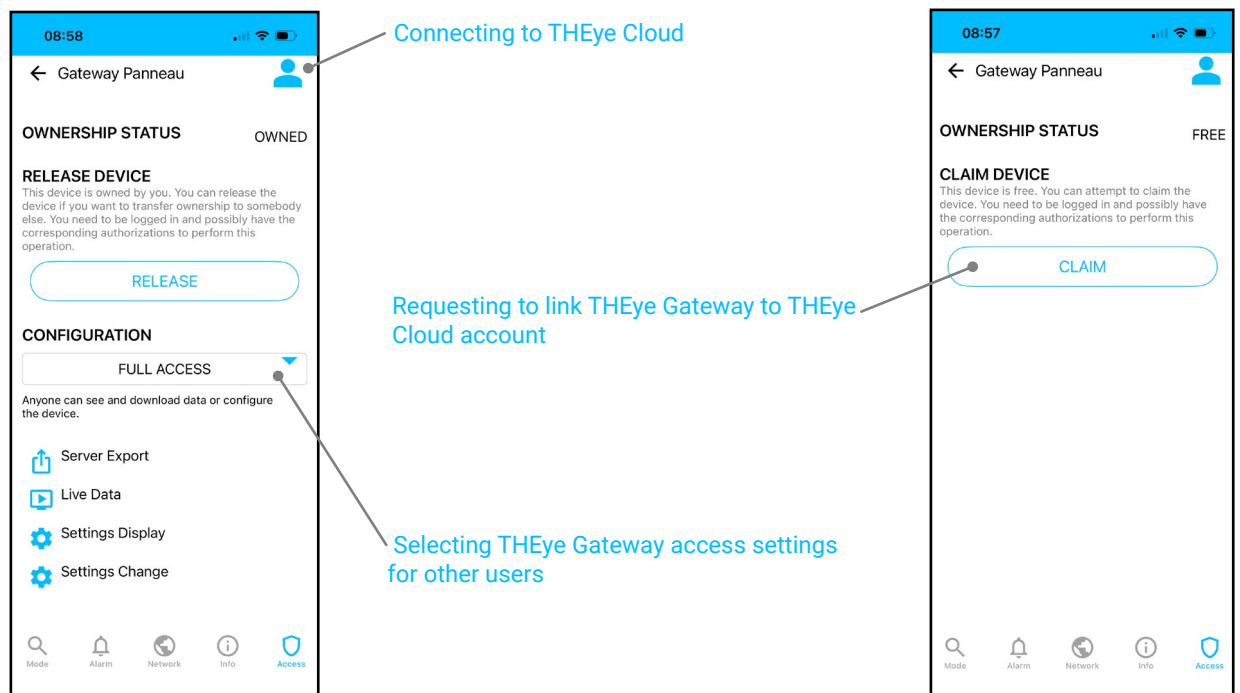 08:58
Gateway Panneau
OWNERSHIP STATUS
OWNED
RELEASE DEVICE
This device is owned by you. You can release the
device if you want to transfer ownership to somebody
else. You need to be logged in and possibly have the
corresponding authorizations to perform this
operation.
RELEASE
CONFIGURATION
FULL ACCESS
Anyone can see and download data or configure
the device.
Server Export
Live Data
Settings Display
Settings Change
Mode
Alarm
Network
Info
Access
Connecting to THEye Cloud
Requesting to link THEye Gateway to THEye
Cloud account
Selecting THEye Gateway access settings
for other users
08:57
Gateway Panneau
OWNERSHIP STATUS
FREE
CLAIM DEVICE
This device is free. You can attempt to claim the
device. You need to be logged in and possibly have
the corresponding authorizations to perform this
operation.
CLAIM
Mode
Alarm
Network
Info
Access